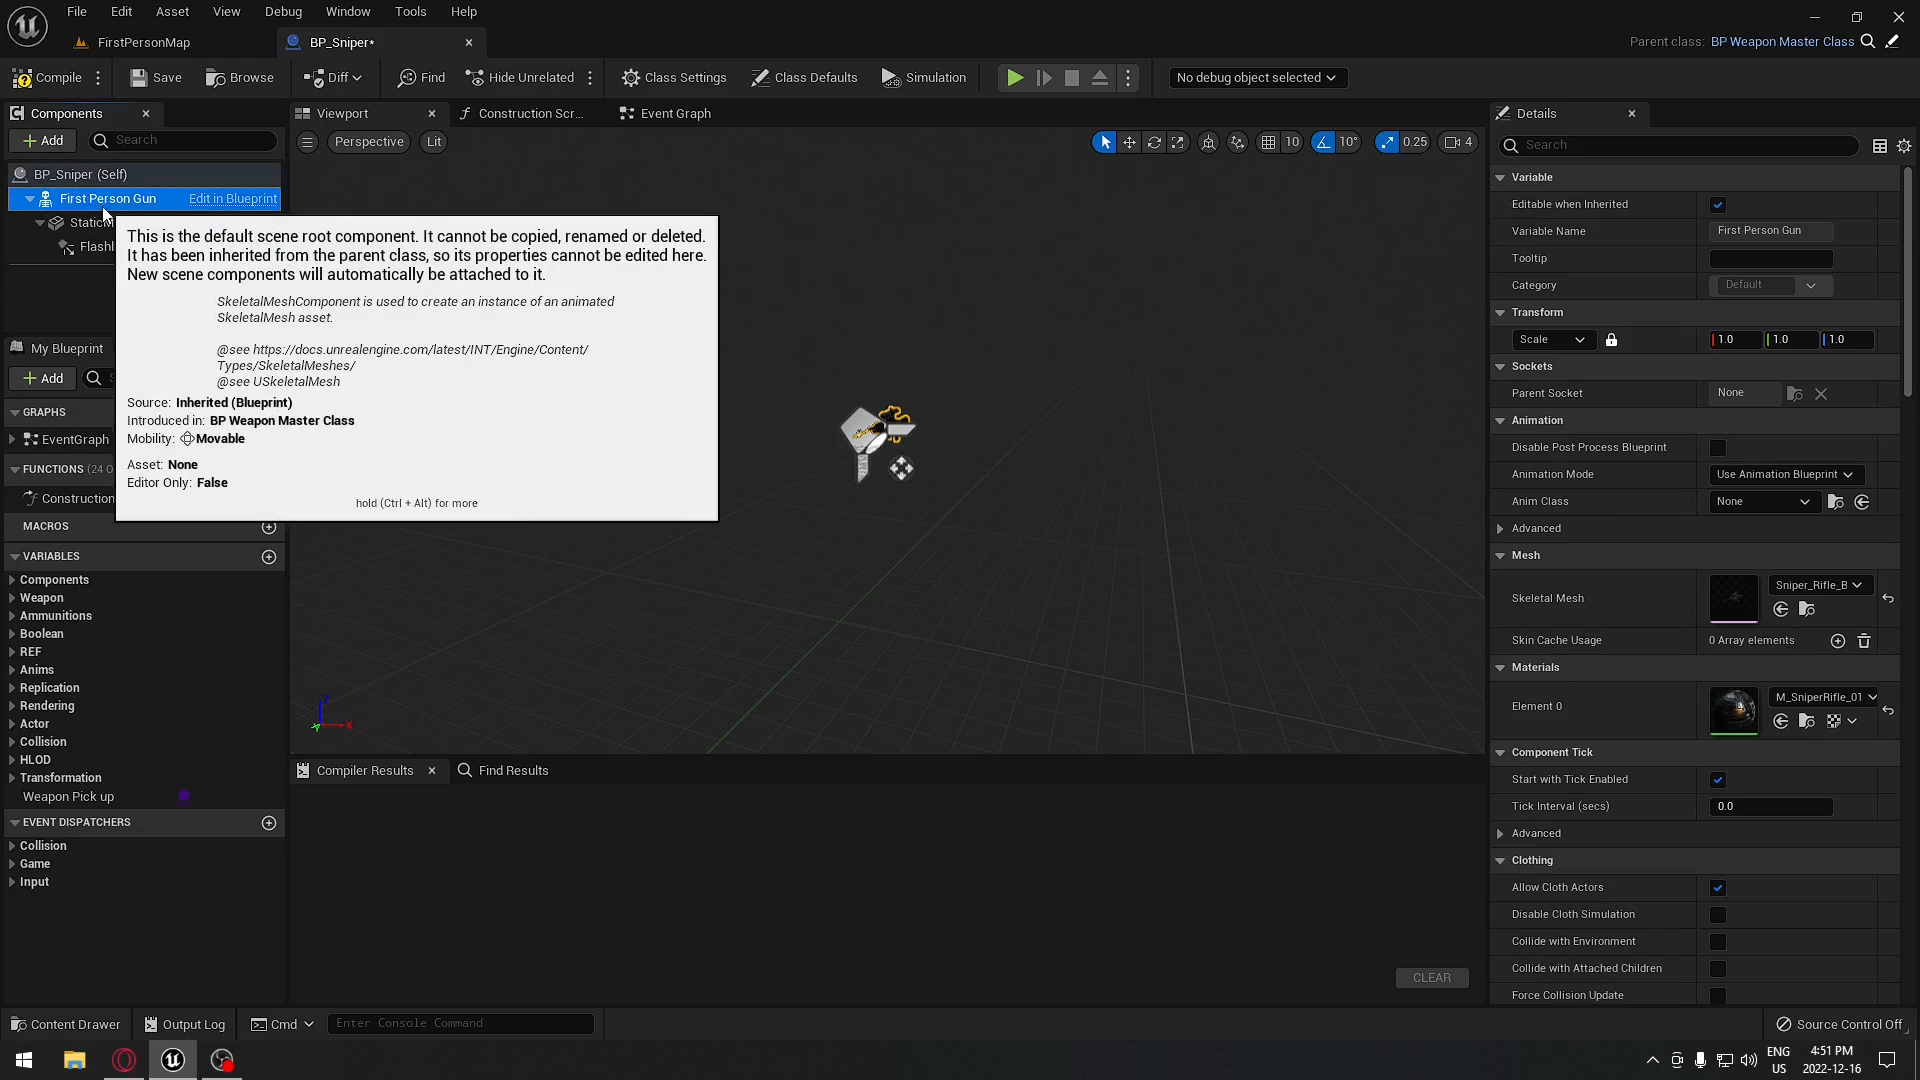 File Edit Asset View Debug Window Tools Help
FirstPersonMap
BP_Sniper*
Parent class: BP Weapon Master Class
Compile
Save
Browse
Diff
Find
Hide Unrelated
Class Settings
Class Defaults
Simulation
No debug object selected
Components
Viewport
Construction Scr...
Event Graph
Details
Add
Search
Perspective
Lit
10
10°
0.25
4
Search
BP_Sniper (Self)
First Person Gun
Edit in Blueprint
StaticM
Flashl
This is the default scene root component. It cannot be copied, renamed or deleted.
It has been inherited from the parent class, so its properties cannot be edited here.
New scene components will automatically be attached to it.
SkeletalMeshComponent is used to create an instance of an animated
SkeletalMesh asset.
@see https://docs.unrealengine.com/latest/INT/Engine/Content/
Types/SkeletalMeshes/
@see USkeletalMesh
Source: Inherited (Blueprint)
Introduced in: BP Weapon Master Class
Mobility: Movable
Asset: None
Editor Only: False
hold (Ctrl + Alt) for more
My Blueprint
Add
GRAPHS
EventGraph
FUNCTIONS (24 O
Construction
MACROS
VARIABLES
Components
Weapon
Ammunitions
Boolean
REF
Anims
Replication
Rendering
Actor
Collision
HLOD
Transformation
Weapon Pick up
EVENT DISPATCHERS
Collision
Game
Input
Z
X
Y
Compiler Results
Find Results
CLEAR
Variable
Editable when Inherited
Variable Name
First Person Gun
Tooltip
Category
Default
Transform
Scale
1.0
1.0
1.0
Sockets
Parent Socket
None
Animation
Disable Post Process Blueprint
Animation Mode
Use Animation Blueprint
Anim Class
None
Advanced
Mesh
Skeletal Mesh
Sniper_Rifle_B
Skin Cache Usage
0 Array elements
Materials
Element 0
M_SniperRifle_01
Component Tick
Start with Tick Enabled
Tick Interval (secs)
0.0
Advanced
Clothing
Allow Cloth Actors
Disable Cloth Simulation
Collide with Environment
Collide with Attached Children
Force Collision Update
Content Drawer
Output Log
Cmd
Enter Console Command
Source Control Off
ENG
US
4:51 PM
2022-12-16